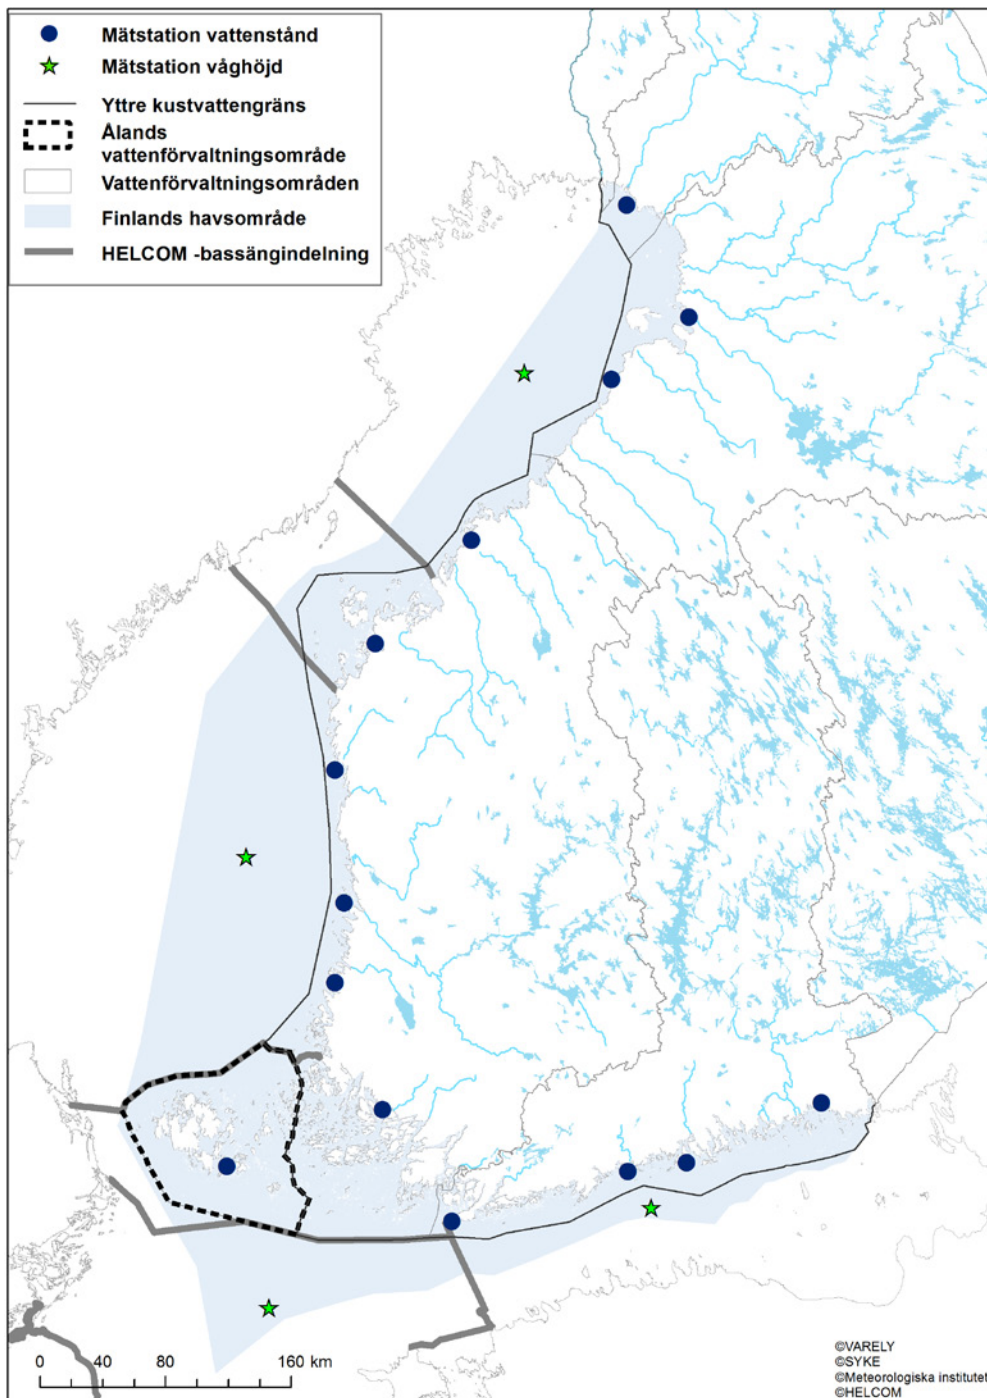 Mätstation vattenstånd
Mätstation våghöjd
Yttre kustvattengräns
Ålands
vattenförvaltningsområde
Vattenförvaltningsområden
Finlands havsområde
HELCOM -bassängindelning
0 40 80 160 km
©VARELY
©SYKE
©Meteorologiska institutet
©HELCOM